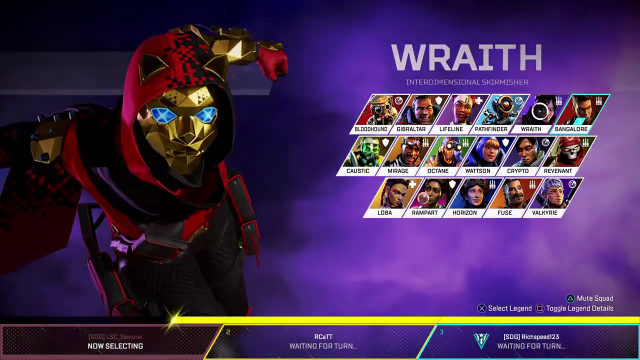 WRAITH
INTERDIMENSIONAL SKIRMISHER
BLOODHOUND GIBRALTAR LIFELINE PATHFINDER WRAITH BANGALORE
CAUSTIC MIRAGE OCTANE WATTSON CRYPTO REVENANT
LOBA RAMPART HORIZON FUSE VALKYRIE
Mute Squad
Select Legend Toggle Legend Details
[SDG]
NOW SELECTING
2 RCaTT
WAITING FOR TURN...
3 [SDG] Richspeed123
WAITING FOR TURN...